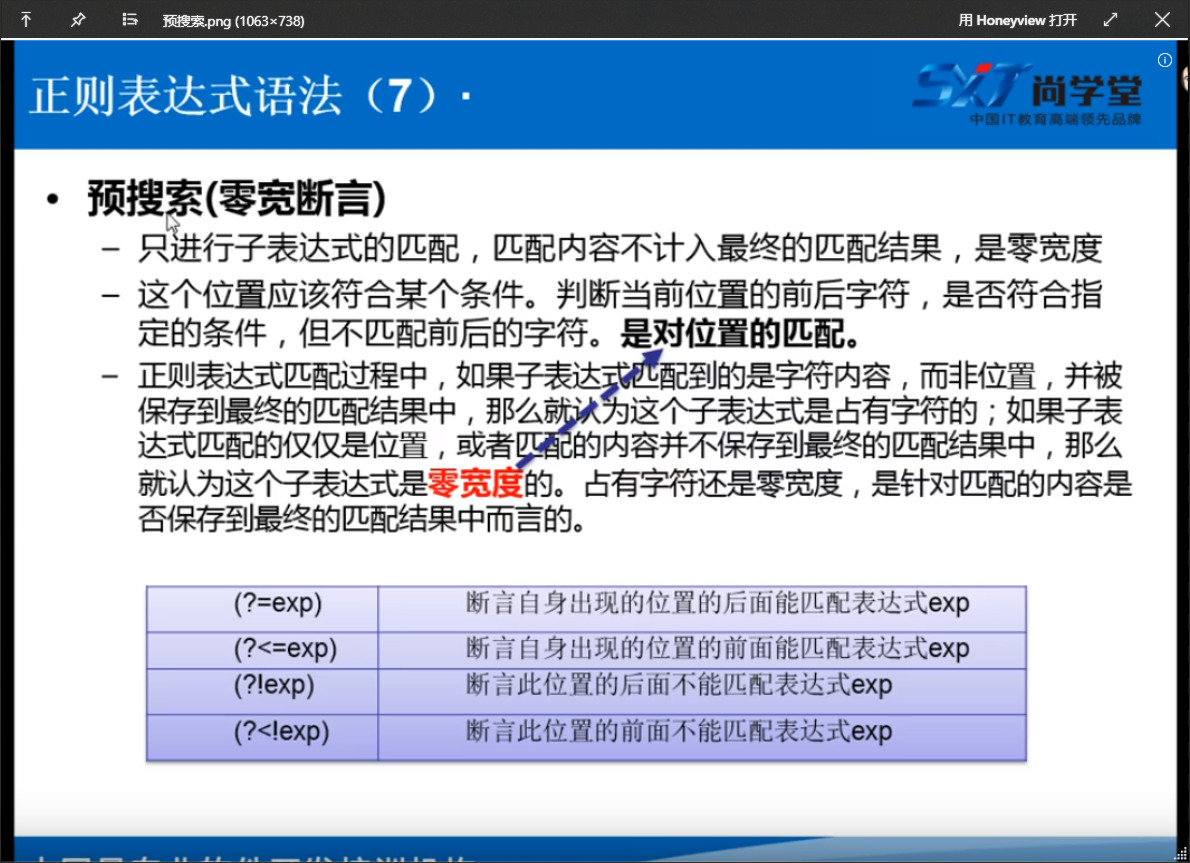 预搜索.png (1063×738)
用 Honeyview 打开
正则表达式语法（7）·
SXT 尚学堂
中国IT教育高端领先品牌
• 预搜索(零宽断言)
– 只进行子表达式的匹配，匹配内容不计入最终的匹配结果，是零宽度
– 这个位置应该符合某个条件。判断当前位置的前后字符，是否符合指
定的条件，但不匹配前后的字符。是对位置的匹配。
– 正则表达式匹配过程中，如果子表达式匹配到的是字符内容，而非位置，并被
保存到最终的匹配结果中，那么就认为这个子表达式是占有字符的；如果子表
达式匹配的仅仅是位置，或者匹配的内容并不保存到最终的匹配结果中，那么
就认为这个子表达式是零宽度的。占有字符还是零宽度，是针对匹配的内容是
否保存到最终的匹配结果中而言的。
(?=exp) 断言自身出现的位置的后面能匹配表达式exp
(?<=exp) 断言自身出现的位置的前面能匹配表达式exp
(?!exp) 断言此位置的后面不能匹配表达式exp
(?<!exp) 断言此位置的前面不能匹配表达式exp